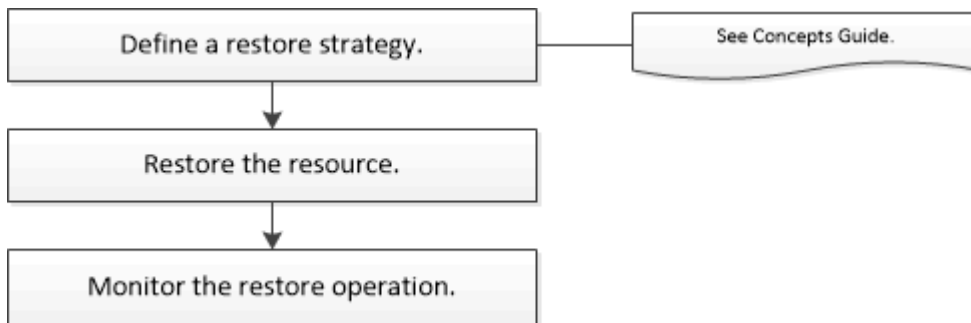 Define a restore strategy.
See Concepts Guide.
Restore the resource.
Monitor the restore operation.